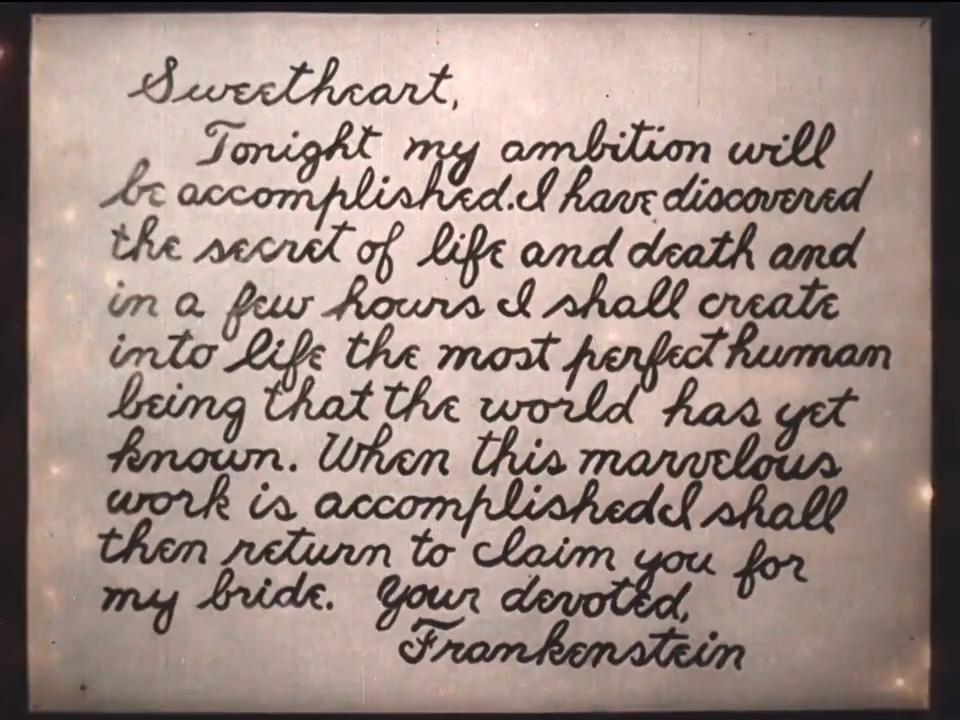 Sweetheart,
Tonight my ambition will
be accomplished. I have discovered
the secret of life and death and
in a few hours I shall create
into life the most perfect human
being that the world has yet
known. When this marvelous
work is accomplished I shall
then return to claim you for
my bride. Your devoted,
Frankenstein